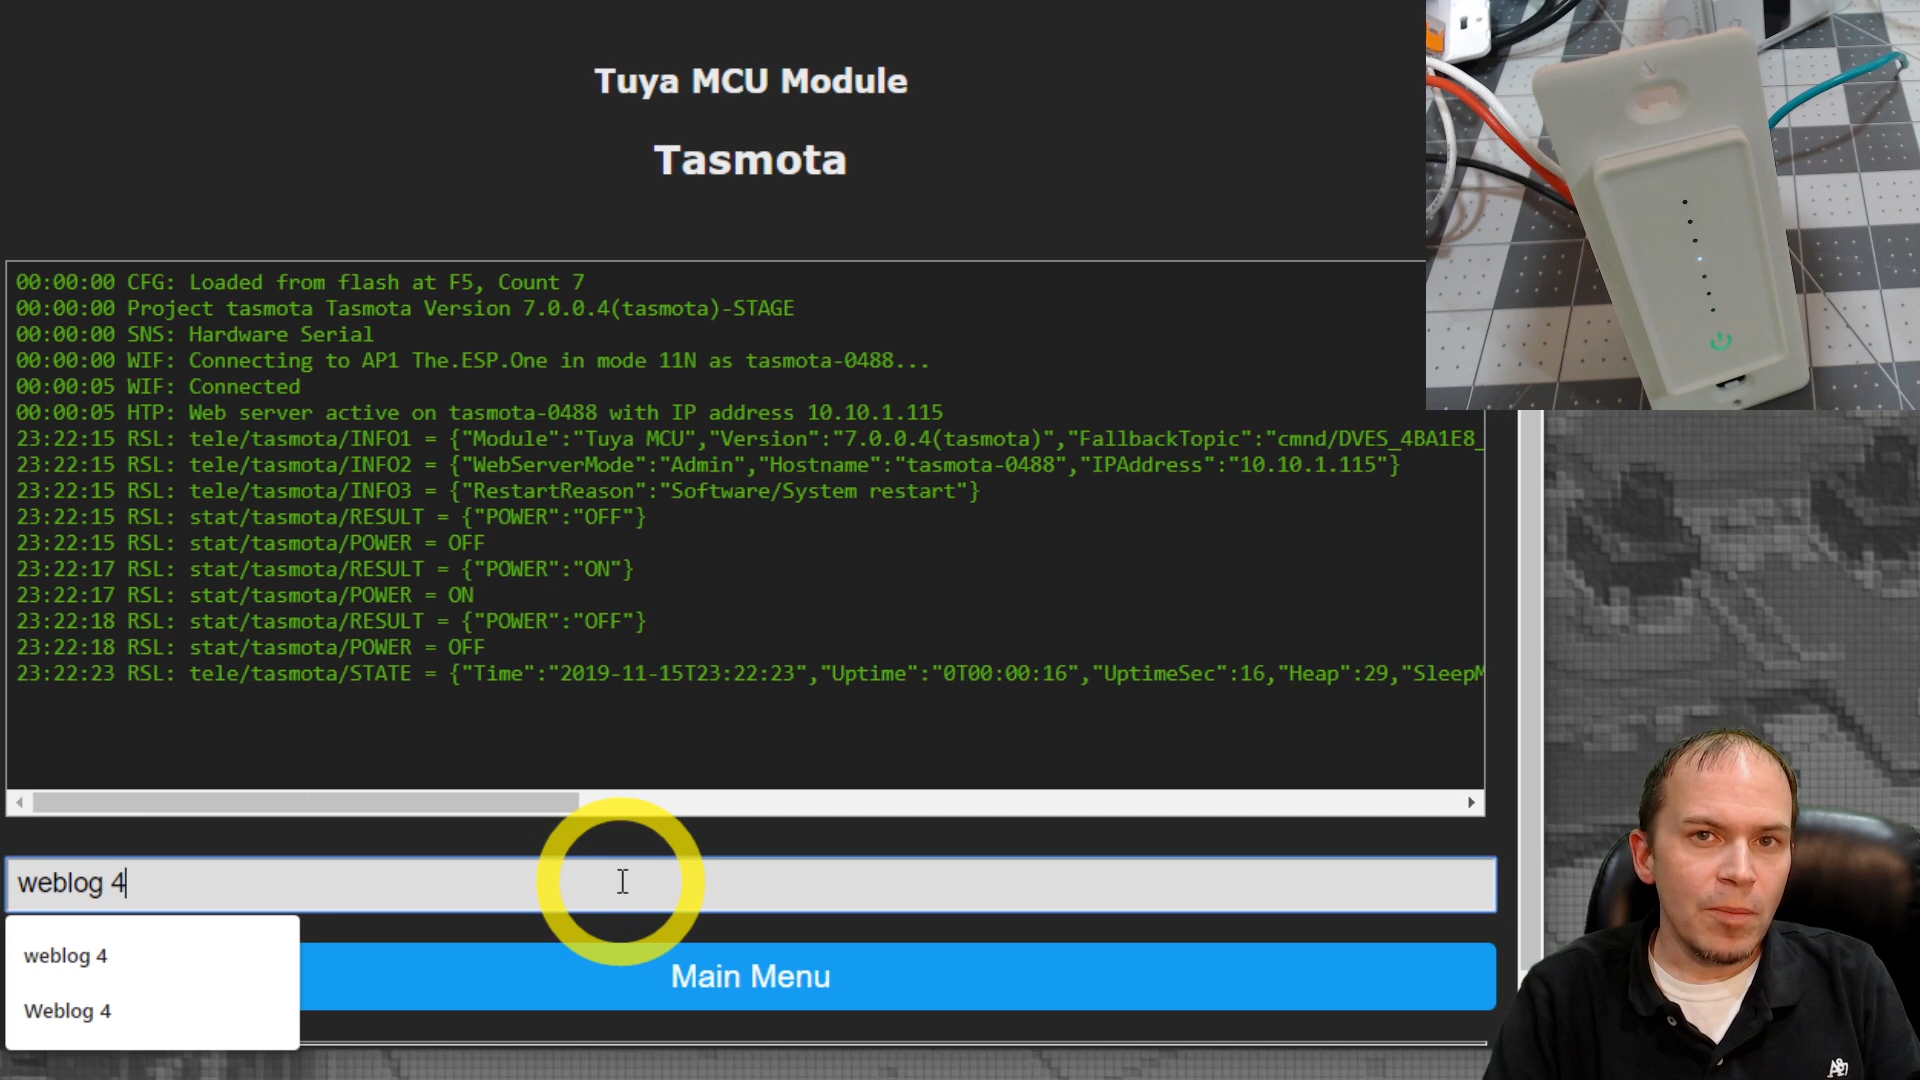 Tuya MCU Module
Tasmota
00:00:00 CFG: Loaded from flash at F5, Count 7
00:00:00 Project tasmota Tasmota Version 7.0.0.4(tasmota)-STAGE
00:00:00 SNS: Hardware Serial
00:00:00 WIF: Connecting to AP1 The.ESP.One in mode 11N as tasmota-0488...
00:00:05 WIF: Connected
00:00:05 HTP: Web server active on tasmota-0488 with IP address 10.10.1.115
23:22:15 RSL: tele/tasmota/INFO1 = {"Module":"Tuya MCU","Version":"7.0.0.4(tasmota)","FallbackTopic":"cmnd/DVES_4BA1E8_
23:22:15 RSL: tele/tasmota/INFO2 = {"WebServerMode":"Admin","Hostname":"tasmota-0488","IPAddress":"10.10.1.115"}
23:22:15 RSL: tele/tasmota/INFO3 = {"RestartReason":"Software/System restart"}
23:22:15 RSL: stat/tasmota/RESULT = {"POWER":"OFF"}
23:22:15 RSL: stat/tasmota/POWER = OFF
23:22:17 RSL: stat/tasmota/RESULT = {"POWER":"ON"}
23:22:17 RSL: stat/tasmota/POWER = ON
23:22:18 RSL: stat/tasmota/RESULT = {"POWER":"OFF"}
23:22:18 RSL: stat/tasmota/POWER = OFF
23:22:23 RSL: tele/tasmota/STATE = {"Time":"2019-11-15T23:22:23","Uptime":"0T00:00:16","UptimeSec":16,"Heap":29,"SleepM
weblog 4
weblog 4
Weblog 4
Main Menu